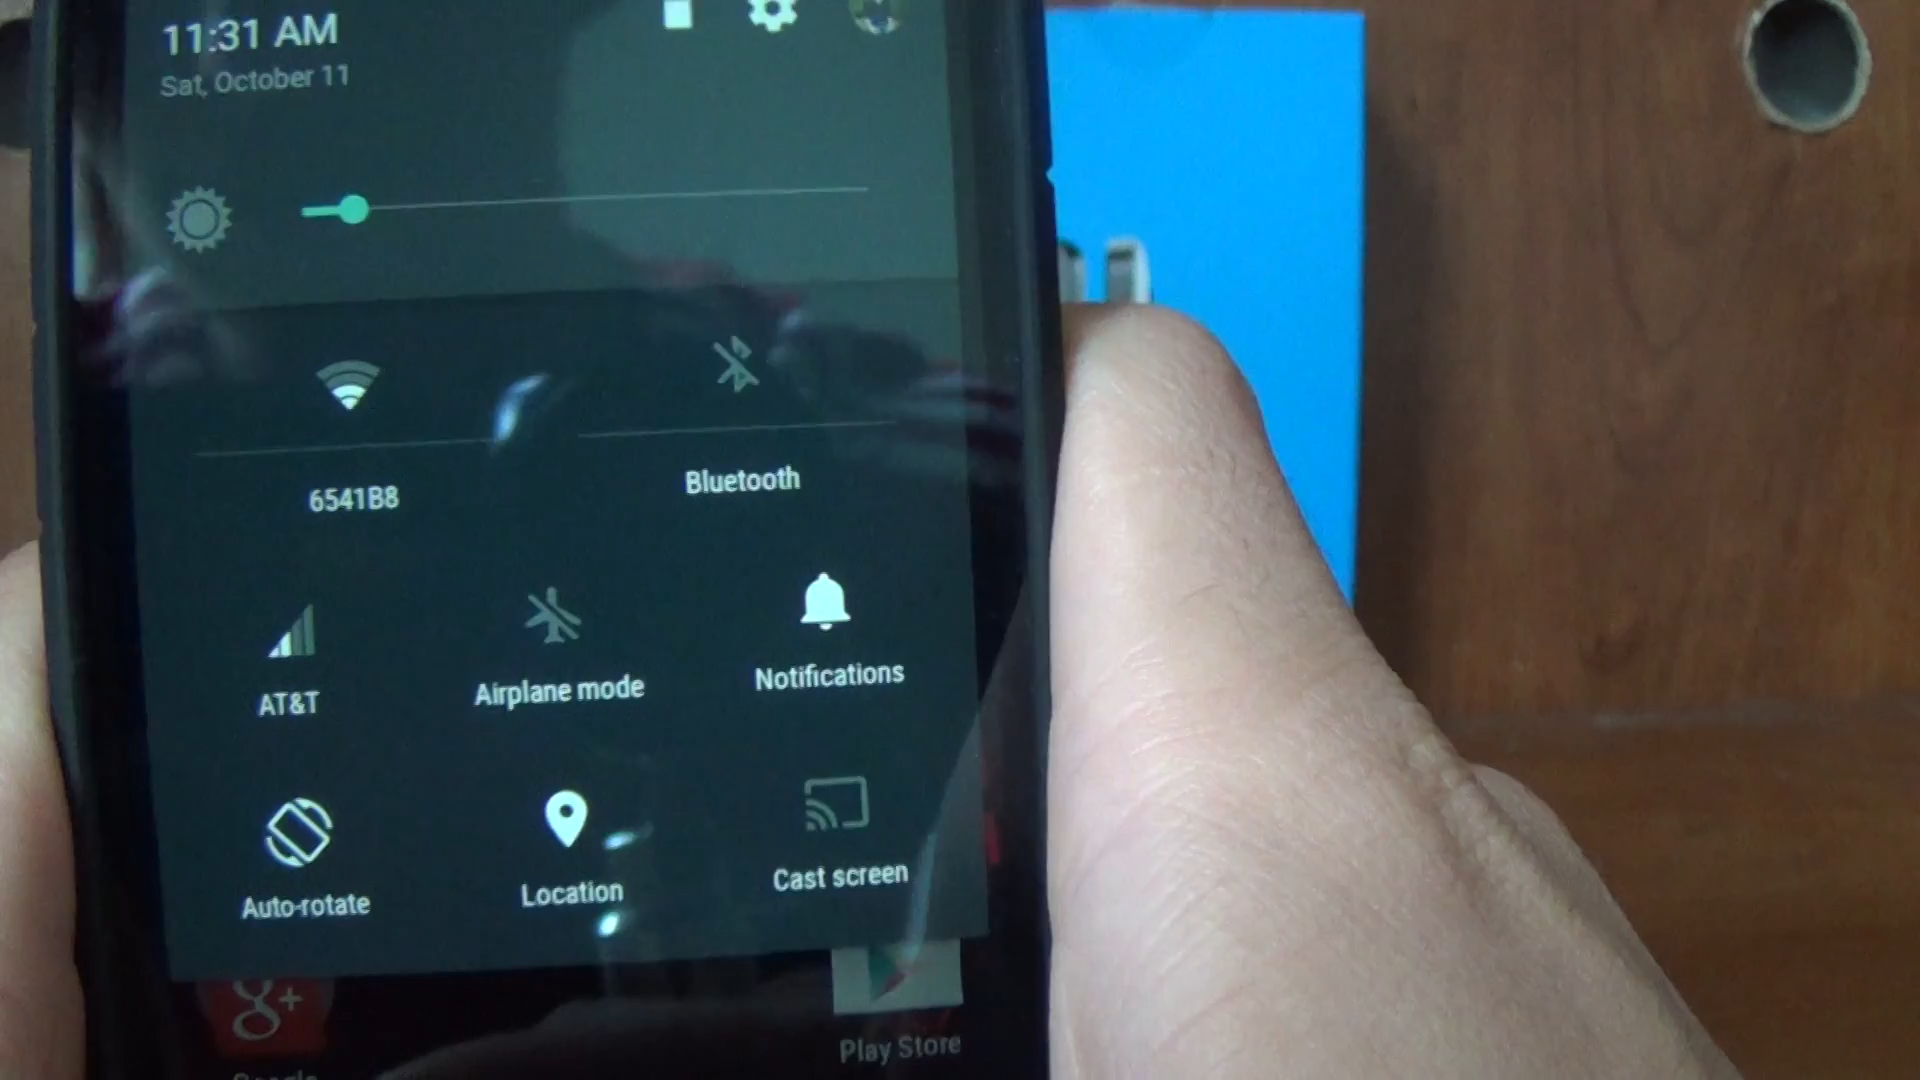 11:31 AM
Sat, October 11
6541B8
Bluetooth
AT&T
Airplane mode
Notifications
Auto-rotate
Location
Cast screen
g+
Play Store